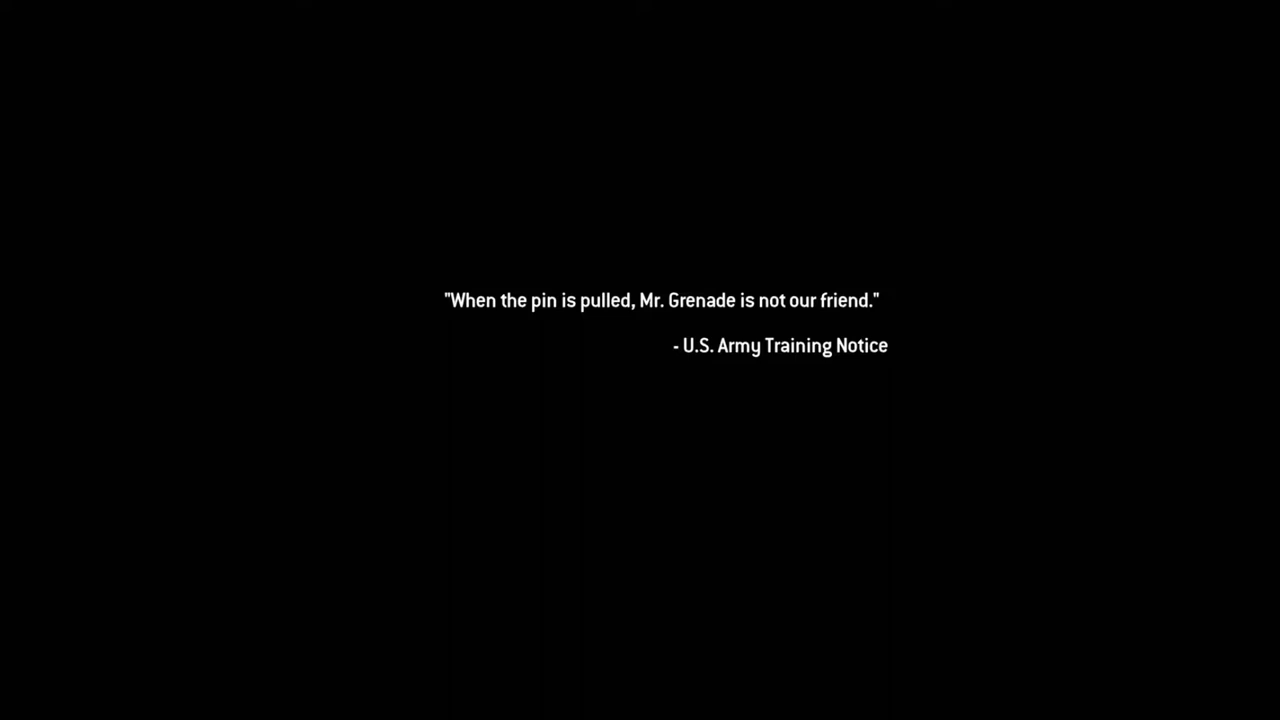 "When the pin is pulled, Mr. Grenade is not our friend."
- U.S. Army Training Notice